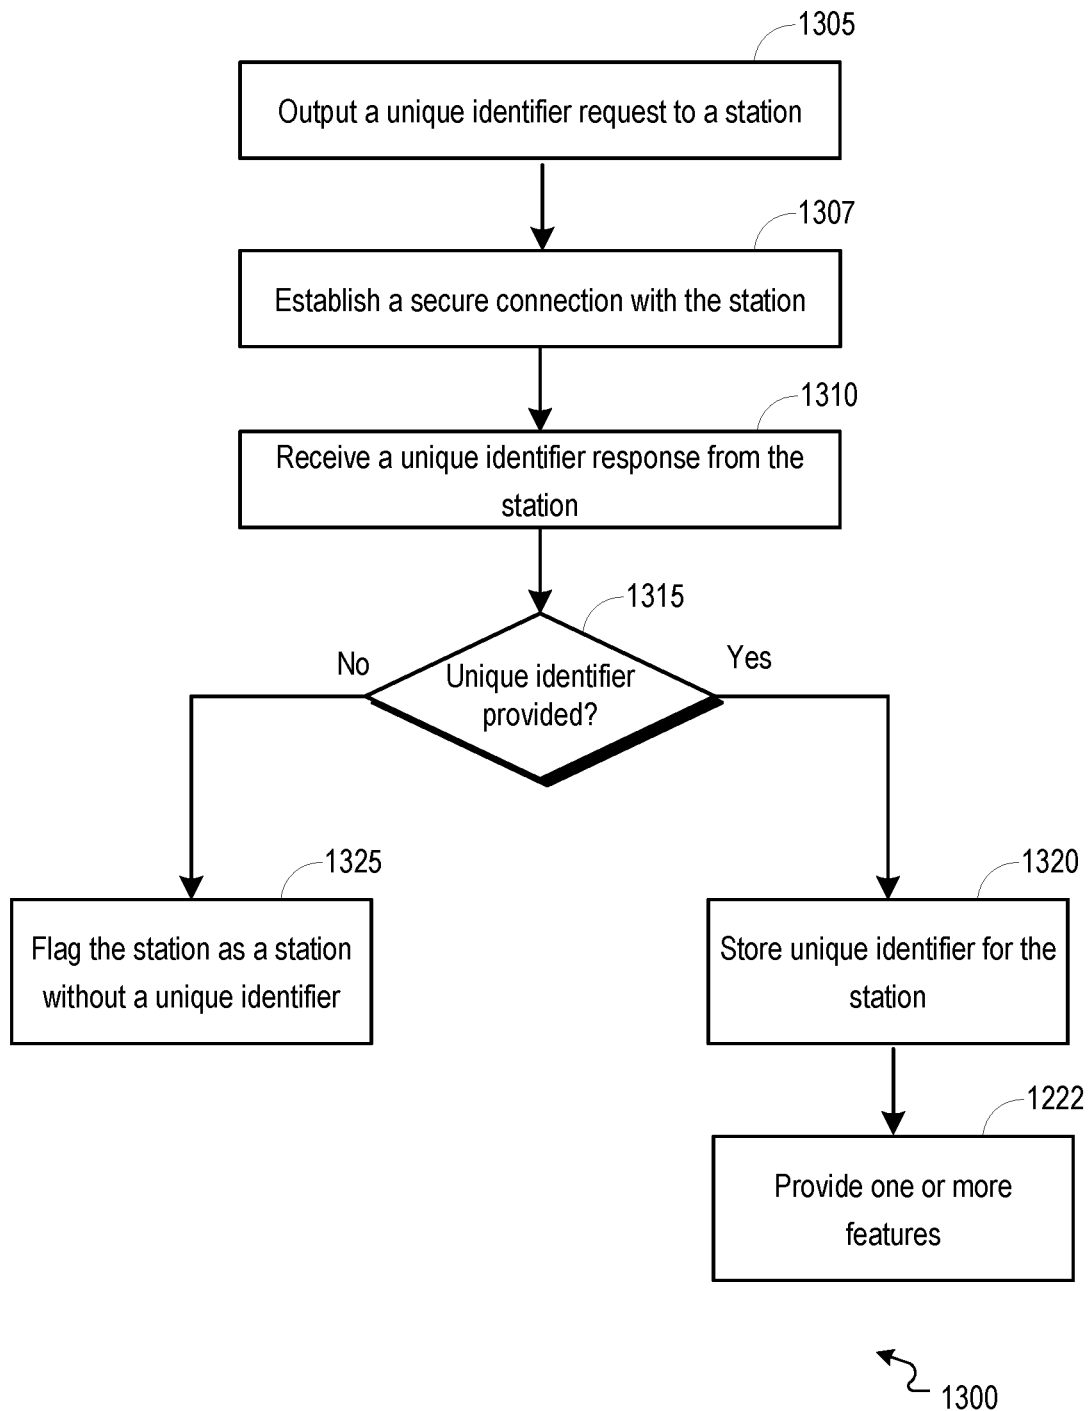 1305
Output a unique identifier request to a station
1307
Establish a secure connection with the station
1310
Receive a unique identifier response from the
station
1315
No
Yes
Unique identifier
provided?
1325
Flag the station as a station
without a unique identifier
1320
Store unique identifier for the
station
1222
Provide one or more
features
1300